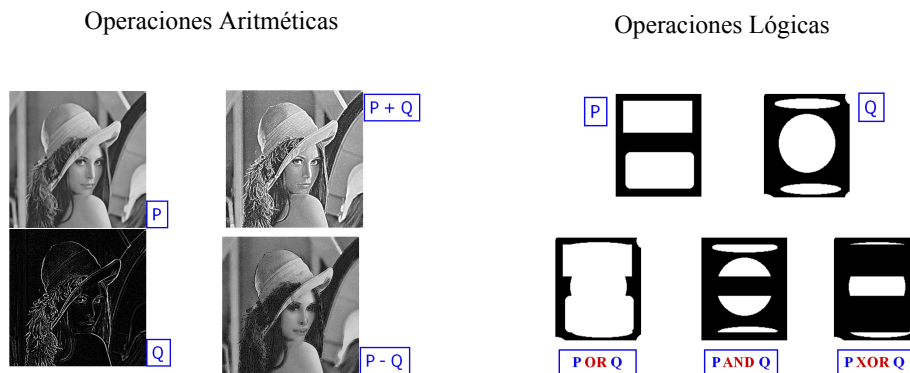 Operaciones Aritméticas
P
P + Q
Q
P - Q
Operaciones Lógicas
P
Q
P OR Q
P AND Q
P XOR Q